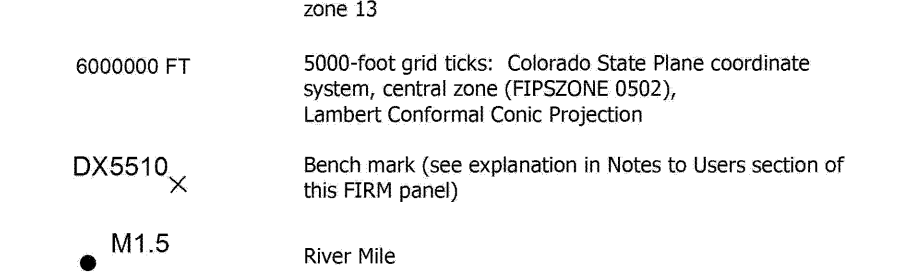 zone 13
6000000 FT 5000-foot grid ticks: Colorado State Plane coordinate
system, central zone (FIPSZONE 0502),
Lambert Conformal Conic Projection
DX5510 Bench mark (see explanation in Notes to Users section of
this FIRM panel)
M1.5
River Mile